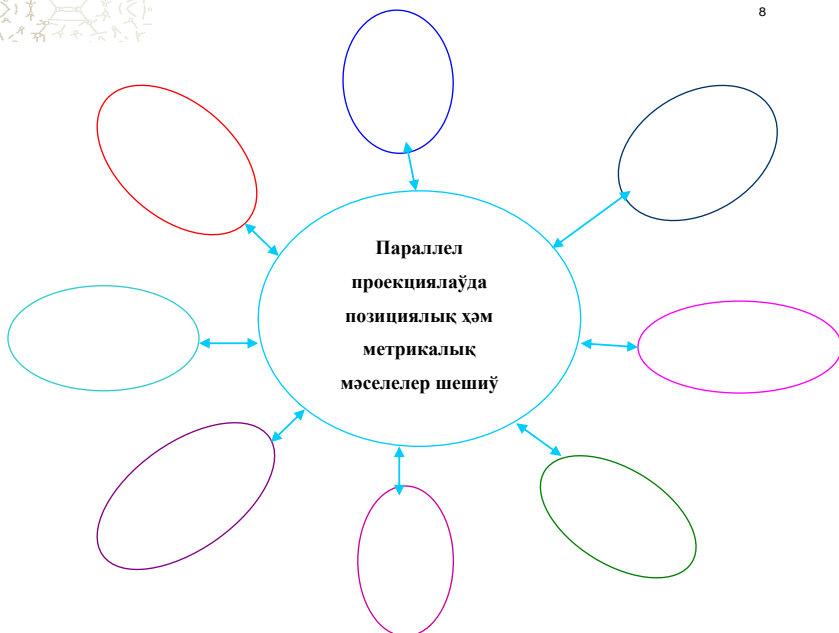 8
Параллел
проекциялаўда
позициялық ҳәм
метрикалық
мәселелер шешиў